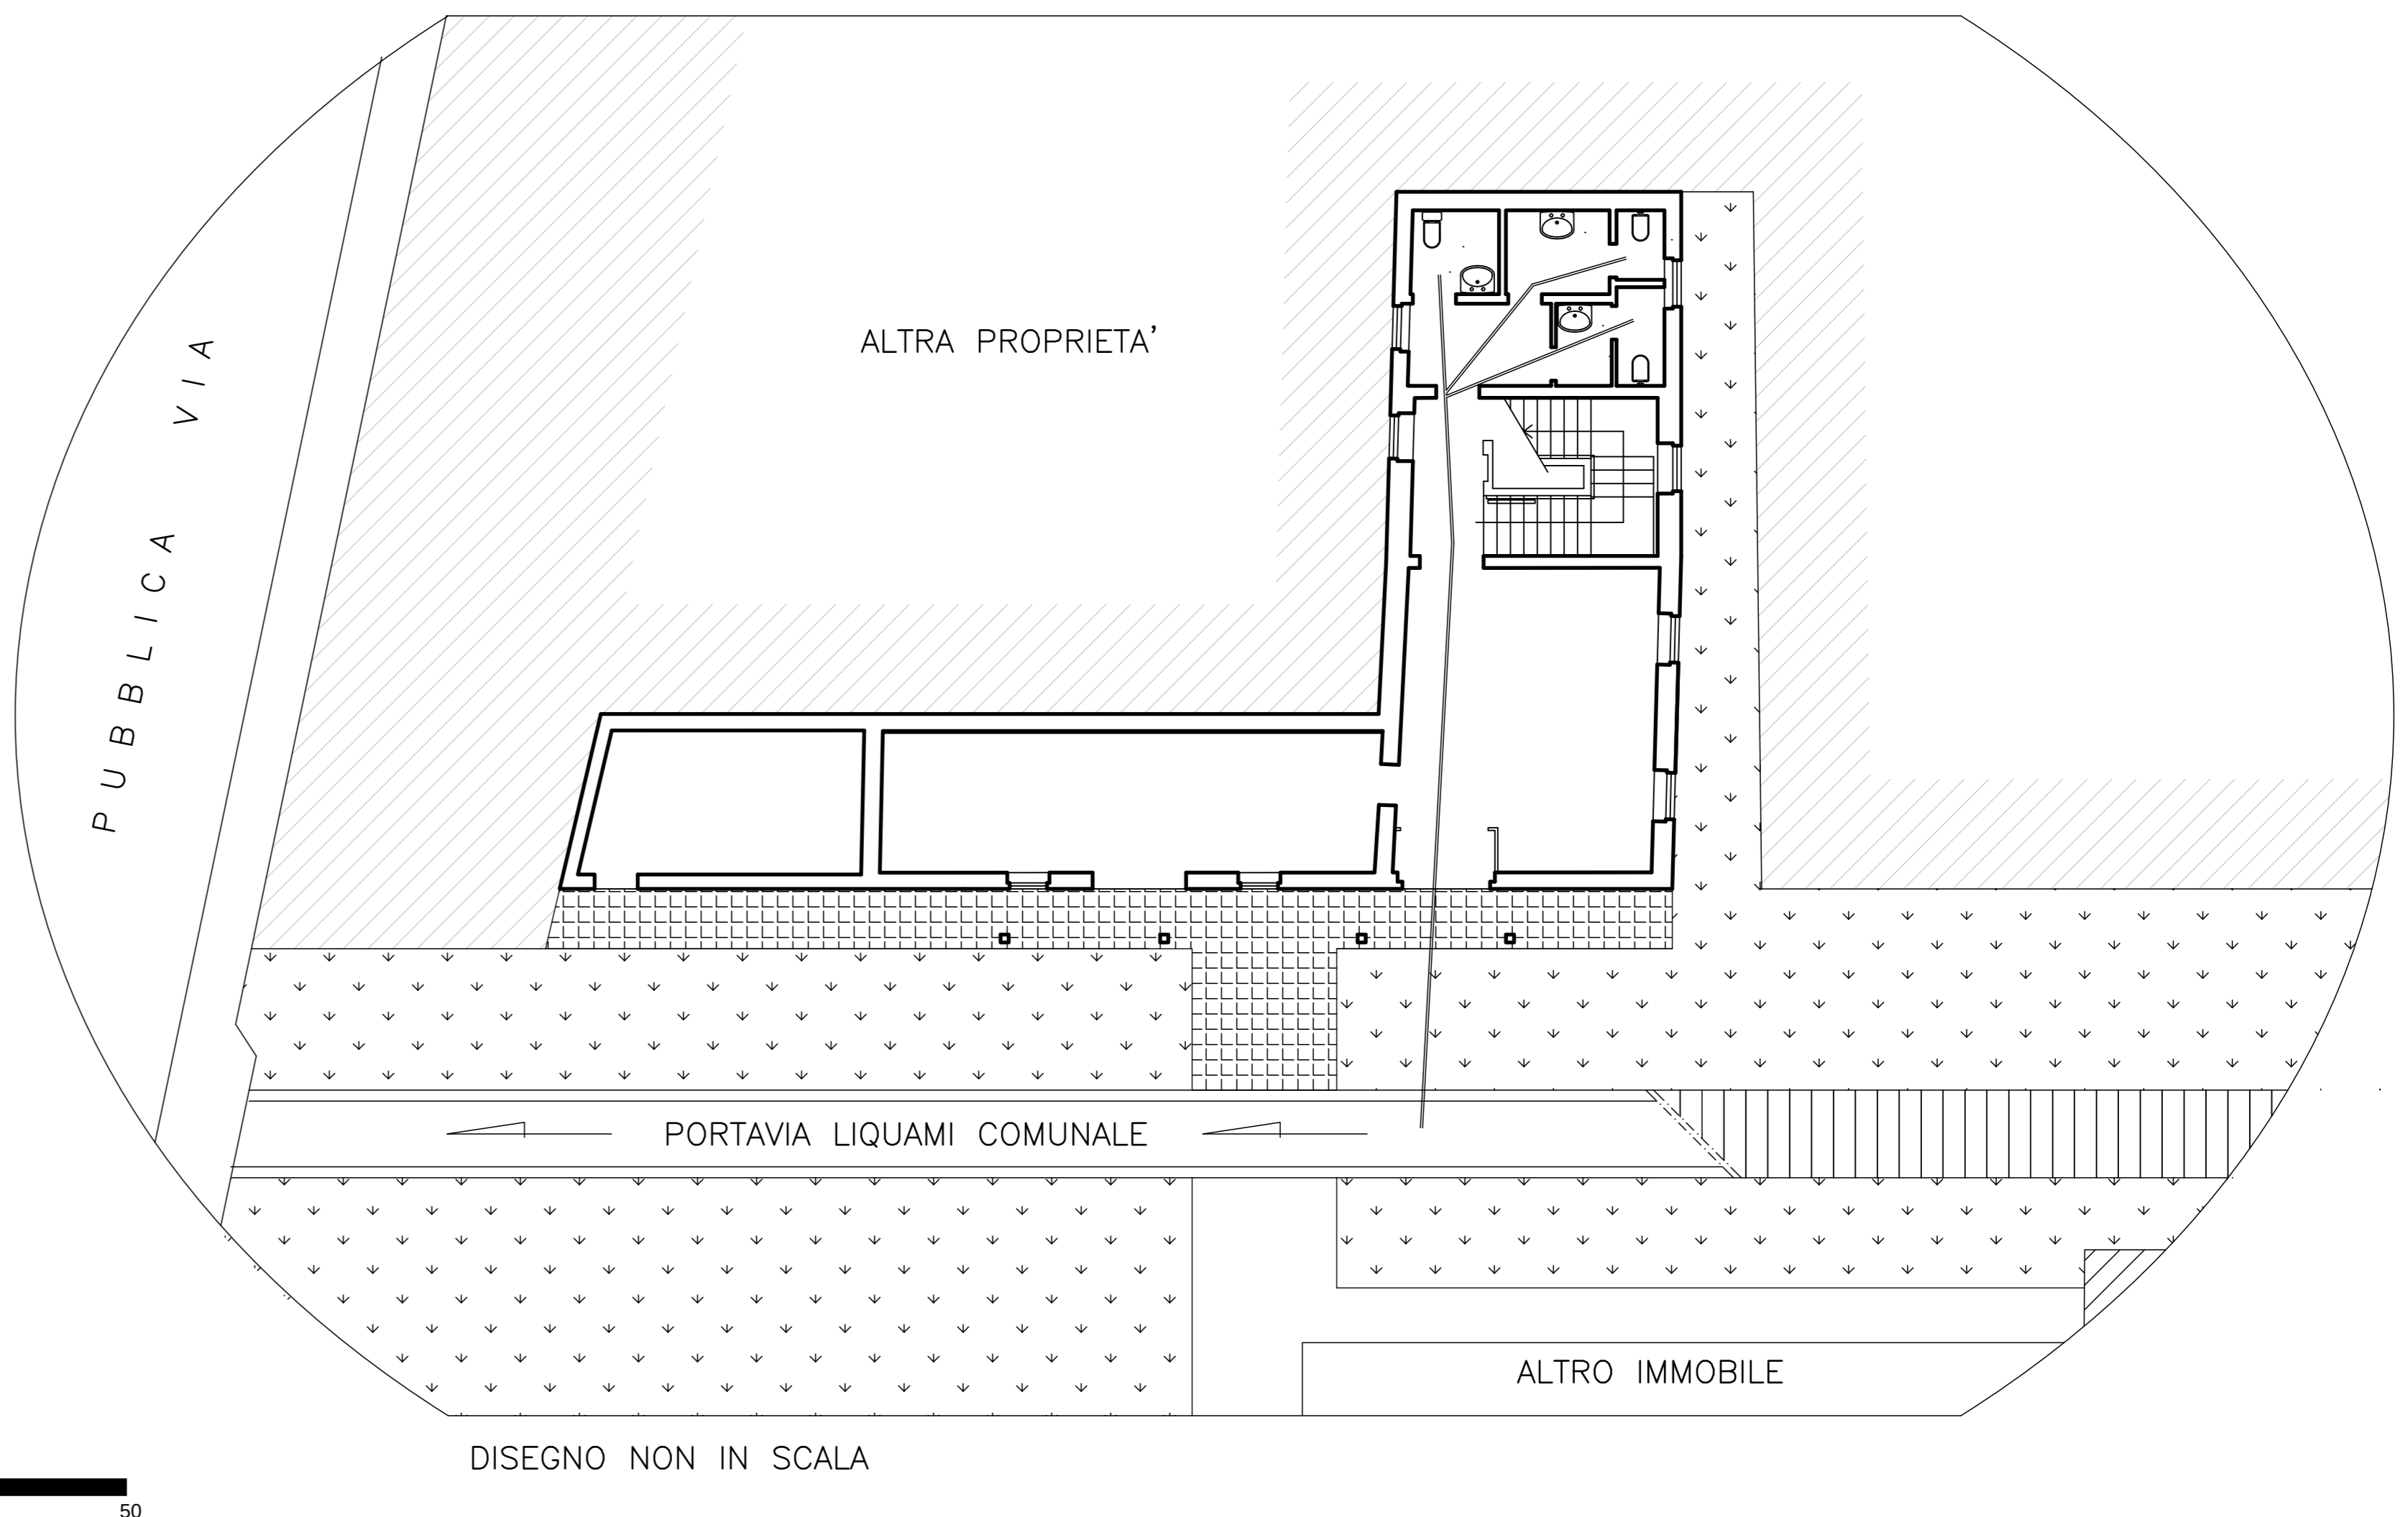 ALTRA PROPRIETA'
PUBBLICA VIA
PORTAVIA LIQUAMI COMUNALE
ALTRO IMMOBILE
DISEGNO NON IN SCALA
50